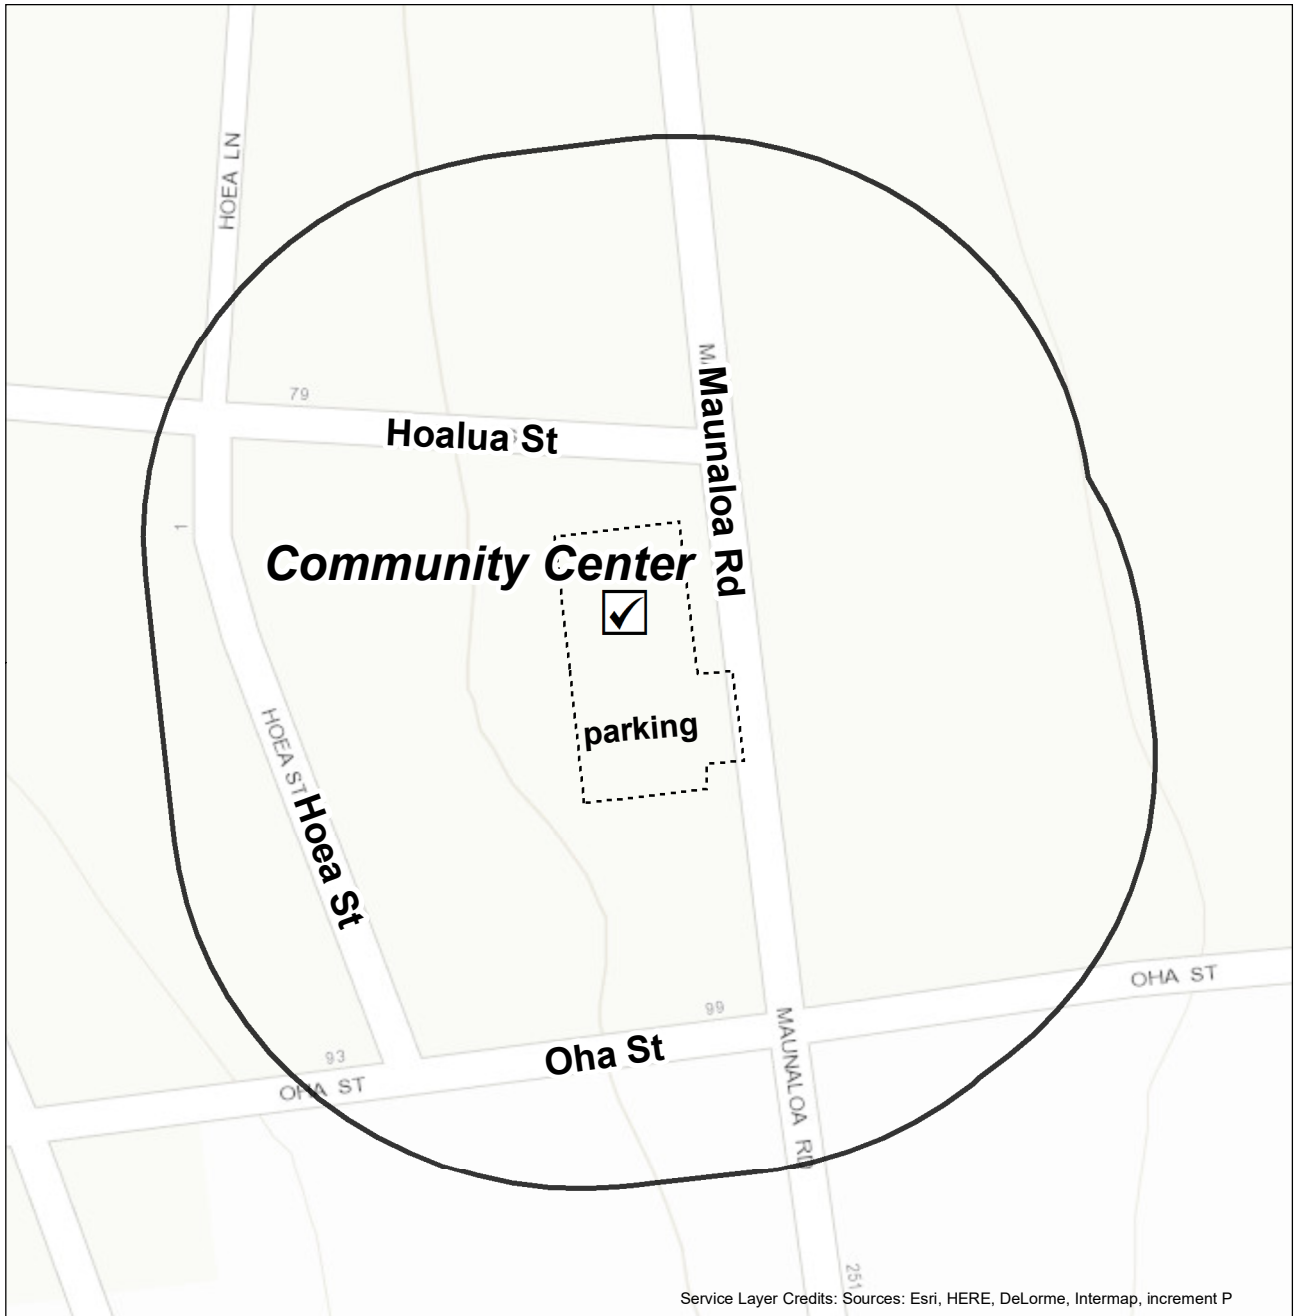 HOEA LN
79
Hoalua St
Maunaloa Rd
1
Community Center
parking
HOEA ST
Hoea St
OHA ST
99
93
Oha St
OHA ST
MAUNALOA RD
251
Service Layer Credits: Sources: Esri, HERE, DeLorme, Intermap, increment P